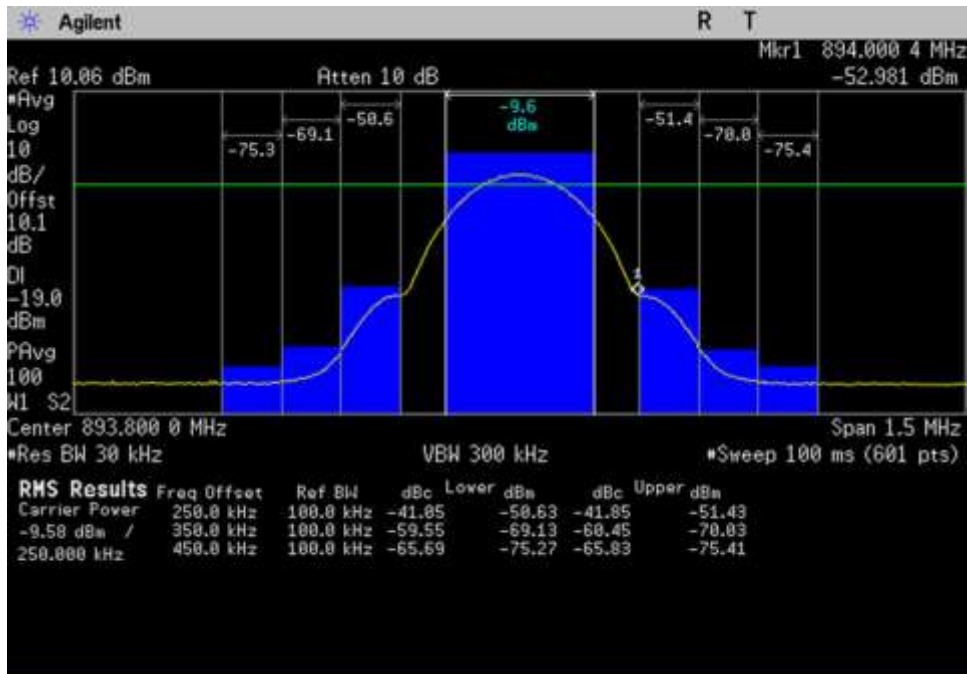 Agilent R T
Mkr1 894.000 4 MHz
Ref 10.06 dBm Atten 10 dB -52.981 dBm
#Avg
Log
10
dB/
Offst
10.1
dB
DI
-19.0
dBm
PAvg
100
W1 S2
-75.3
-69.1
-50.6
-9.6
dBm
-51.4
-70.0
-75.4
1
Center 893.800 0 MHz Span 1.5 MHz
#Res BW 30 kHz VBW 300 kHz #Sweep 100 ms (601 pts)
RMS Results Freq Offset Ref BW dBc Lower dBm dBc Upper dBm
Carrier Power 250.0 kHz 100.0 kHz -41.05 -50.63 -41.85 -51.43
-9.58 dBm / 350.0 kHz 100.0 kHz -59.55 -69.13 -60.45 -70.03
250.000 kHz 450.0 kHz 100.0 kHz -65.69 -75.27 -65.83 -75.41